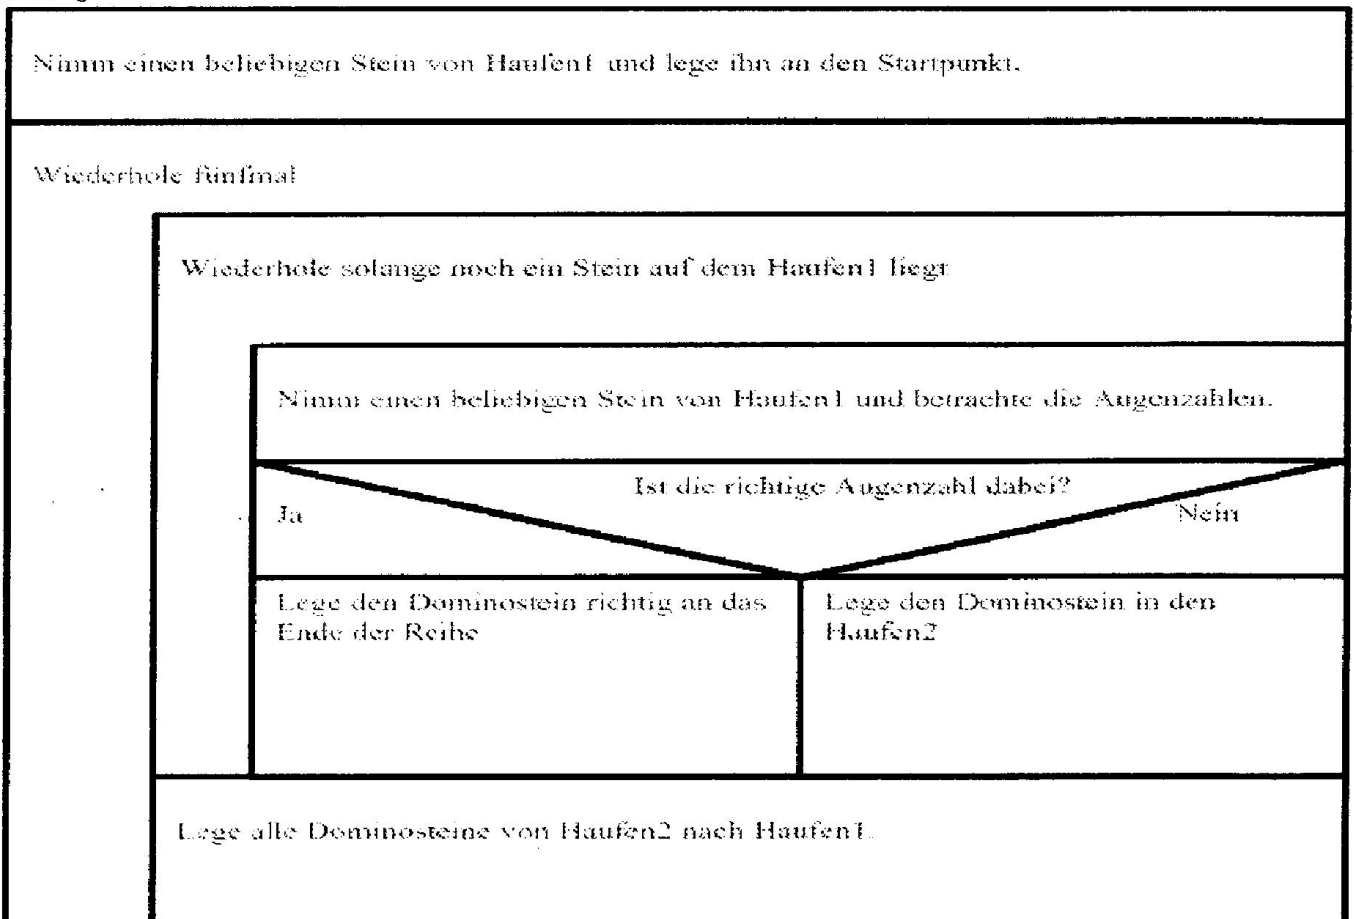 Nimm einen beliebigen Stein von Haufen1 und lege ihn an den Startpunkt.
Wiederhole fünfmal
Wiederhole solange noch ein Stein auf dem Haufen1 liegt
Nimm einen beliebigen Stein von Haufen1 und betrachte die Augenzahlen.
Ist die richtige Augenzahl dabei?
Ja
Nein
Lege den Dominostein richtig an das
Ende der Reihe
Lege den Dominostein in den
Haufen2
Lege alle Dominosteine von Haufen2 nach Haufen1.